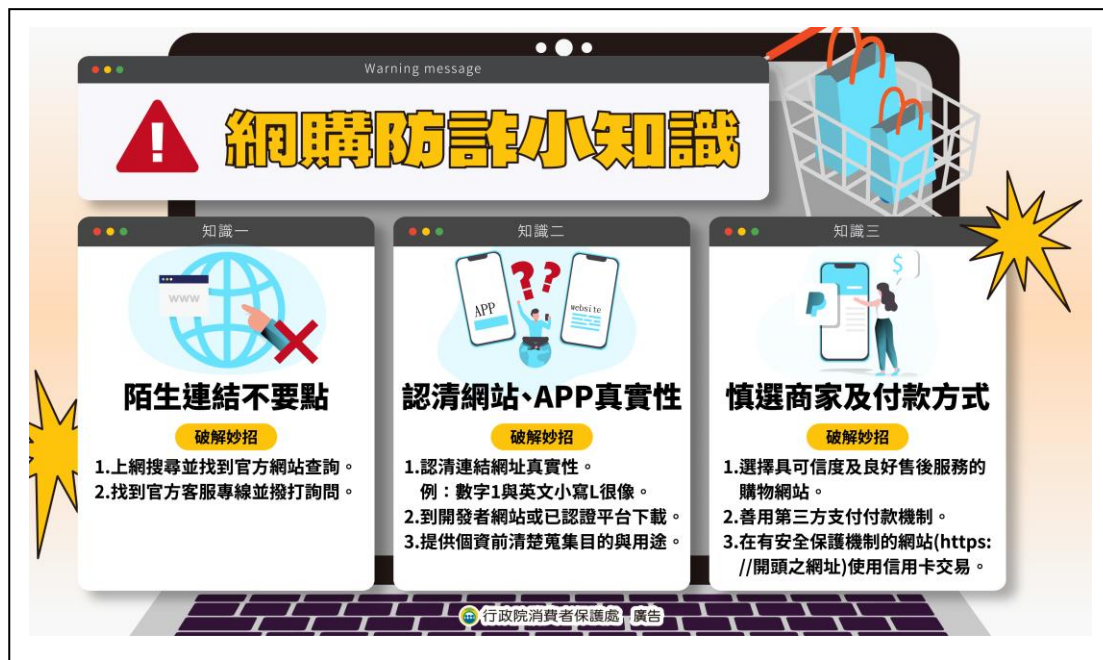 Warning message
網購防詐小知識
知識一
www
陌生連結不要點
破解妙招
1.上網搜尋並找到官方網站查詢。
2.找到官方客服專線並撥打詢問。
知識二
APP
??
website
認清網站、APP真實性
破解妙招
1.認清連結網址真實性。
例：數字1與英文小寫L很像。
2.到開發者網站或已認證平台下載。
3.提供個資前清楚蒐集目的與用途。
知識三
$
慎選商家及付款方式
破解妙招
1.選擇具可信度及良好售後服務的
購物網站。
2.善用第三方支付付款機制。
3.在有安全保護機制的網站(https:
//開頭之網址)使用信用卡交易。
行政院消費者保護處 廣告